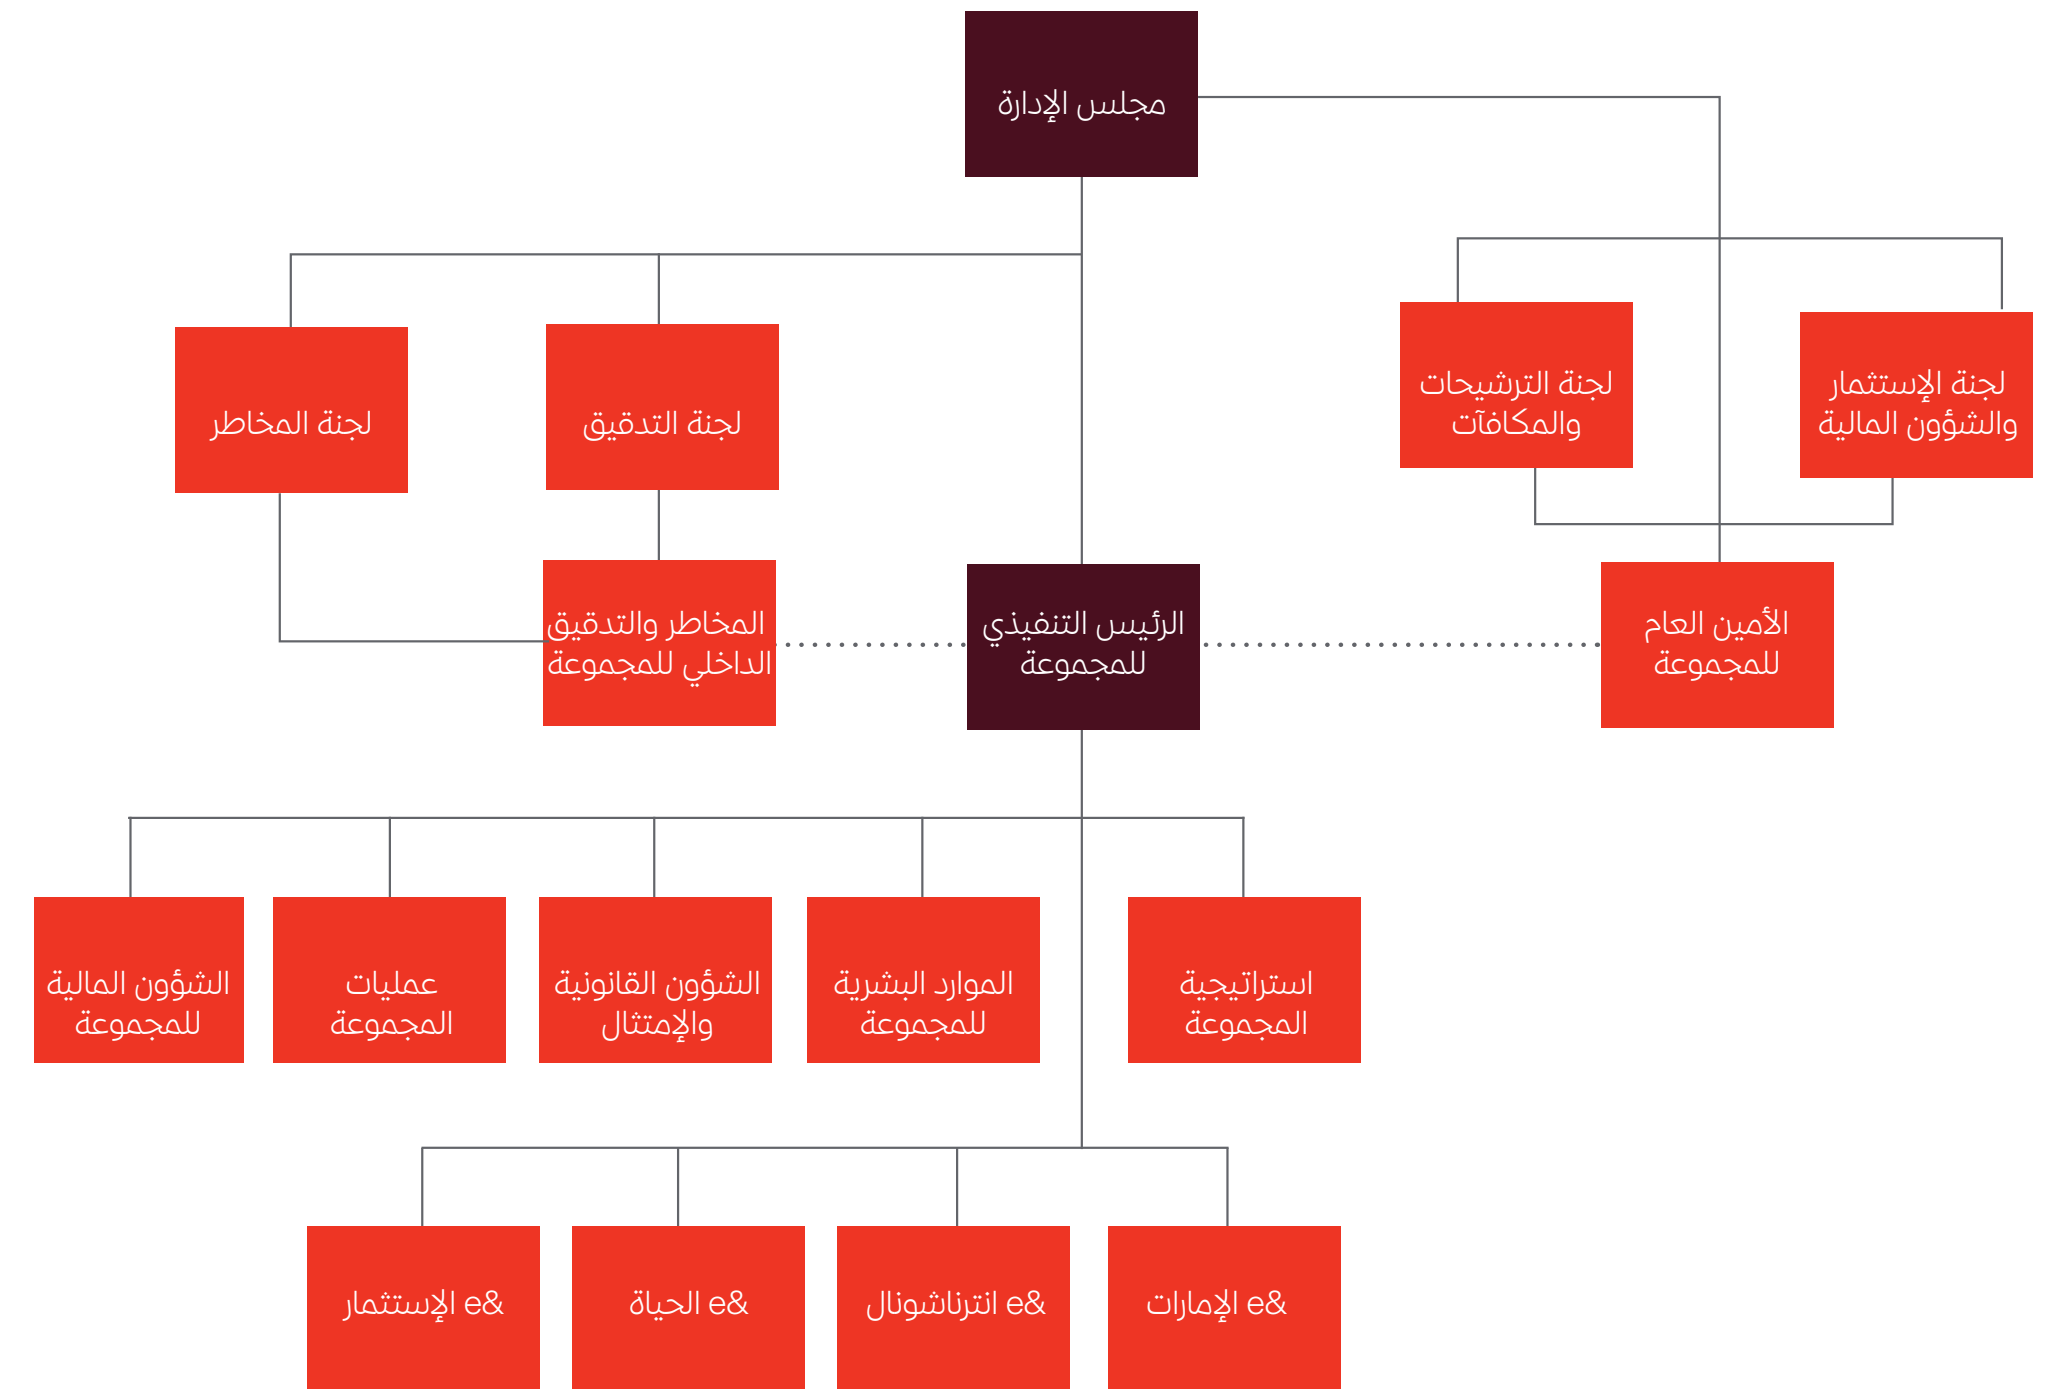 مجلس الإدارة
لجنة الإستثمار
والشؤون المالية
لجنة الترشيحات
والمكافآت
لجنة التدقيق
لجنة المخاطر
الأمين العام
للمجموعة
الرئيس التنفيذي
للمجموعة
المخاطر والتدقيق
الداخلي للمجموعة
استراتيجية
المجموعة
الموارد البشرية
للمجموعة
الشؤون القانونية
والإمتثال
عمليات
المجموعة
الشؤون المالية
للمجموعة
e& الإمارات
e& انترناشونال
e& الحياة
e& الإستثمار